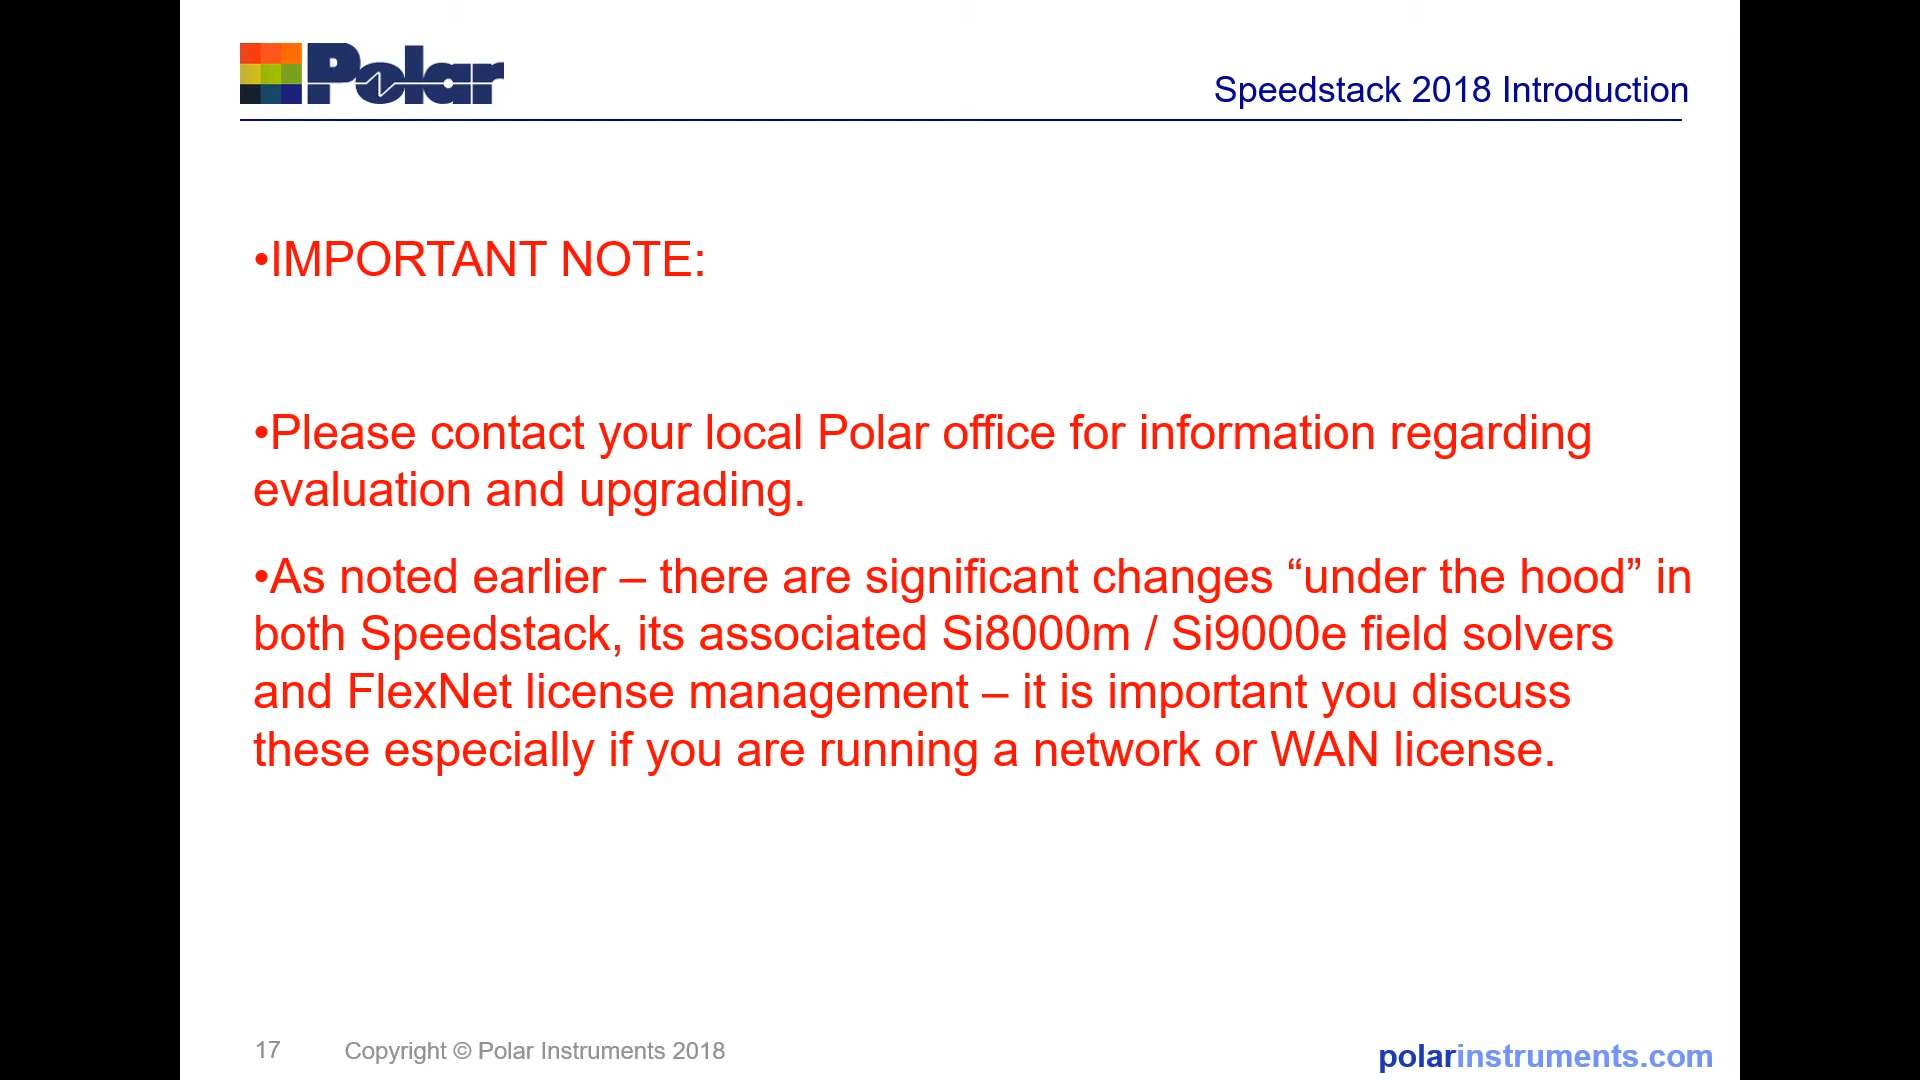 Polar
Speedstack 2018 Introduction
•IMPORTANT NOTE:
•Please contact your local Polar office for information regarding
evaluation and upgrading.
•As noted earlier – there are significant changes “under the hood” in
both Speedstack, its associated Si8000m / Si9000e field solvers
and FlexNet license management – it is important you discuss
these especially if you are running a network or WAN license.
17
Copyright © Polar Instruments 2018
polarinstruments.com